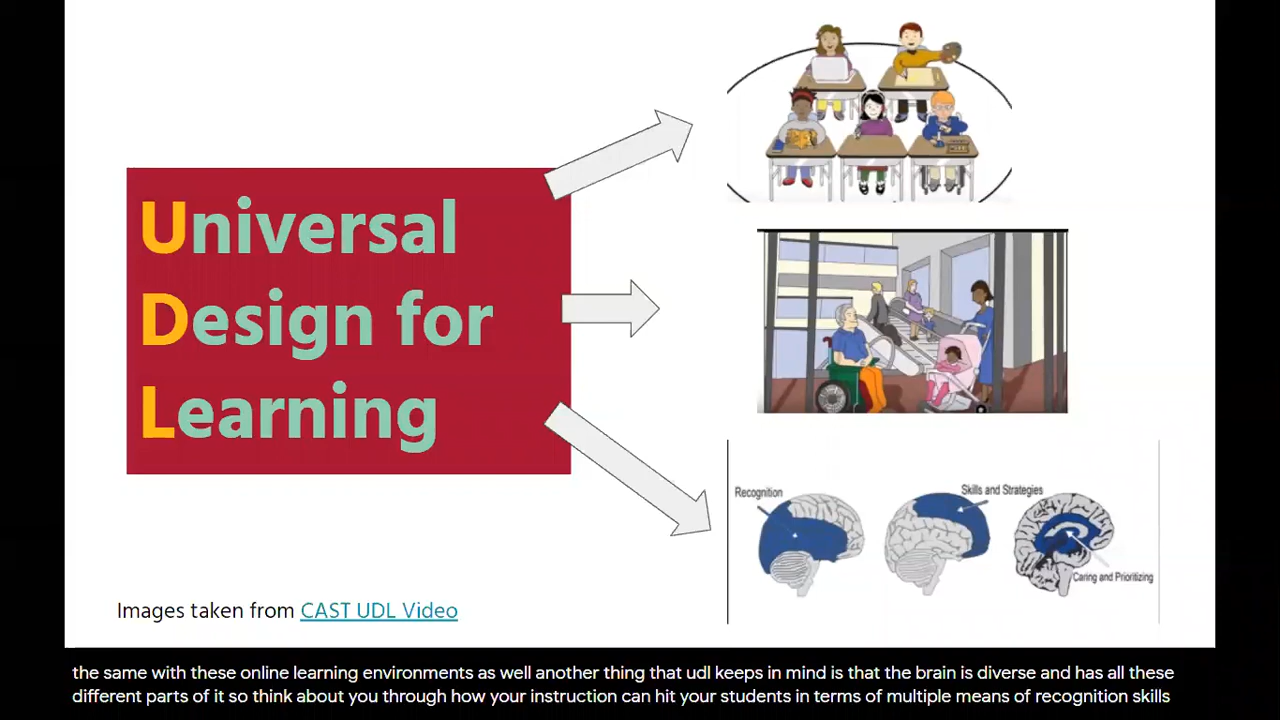 Universal
Design for
Learning
Recognition
Skills and Strategies
Caring and Prioritizing
Images taken from CAST UDL Video
the same with these online learning environments as well another thing that udl keeps in mind is that the brain is diverse and has all these
different parts of it so think about you through how your instruction can hit your students in terms of multiple means of recognition skills